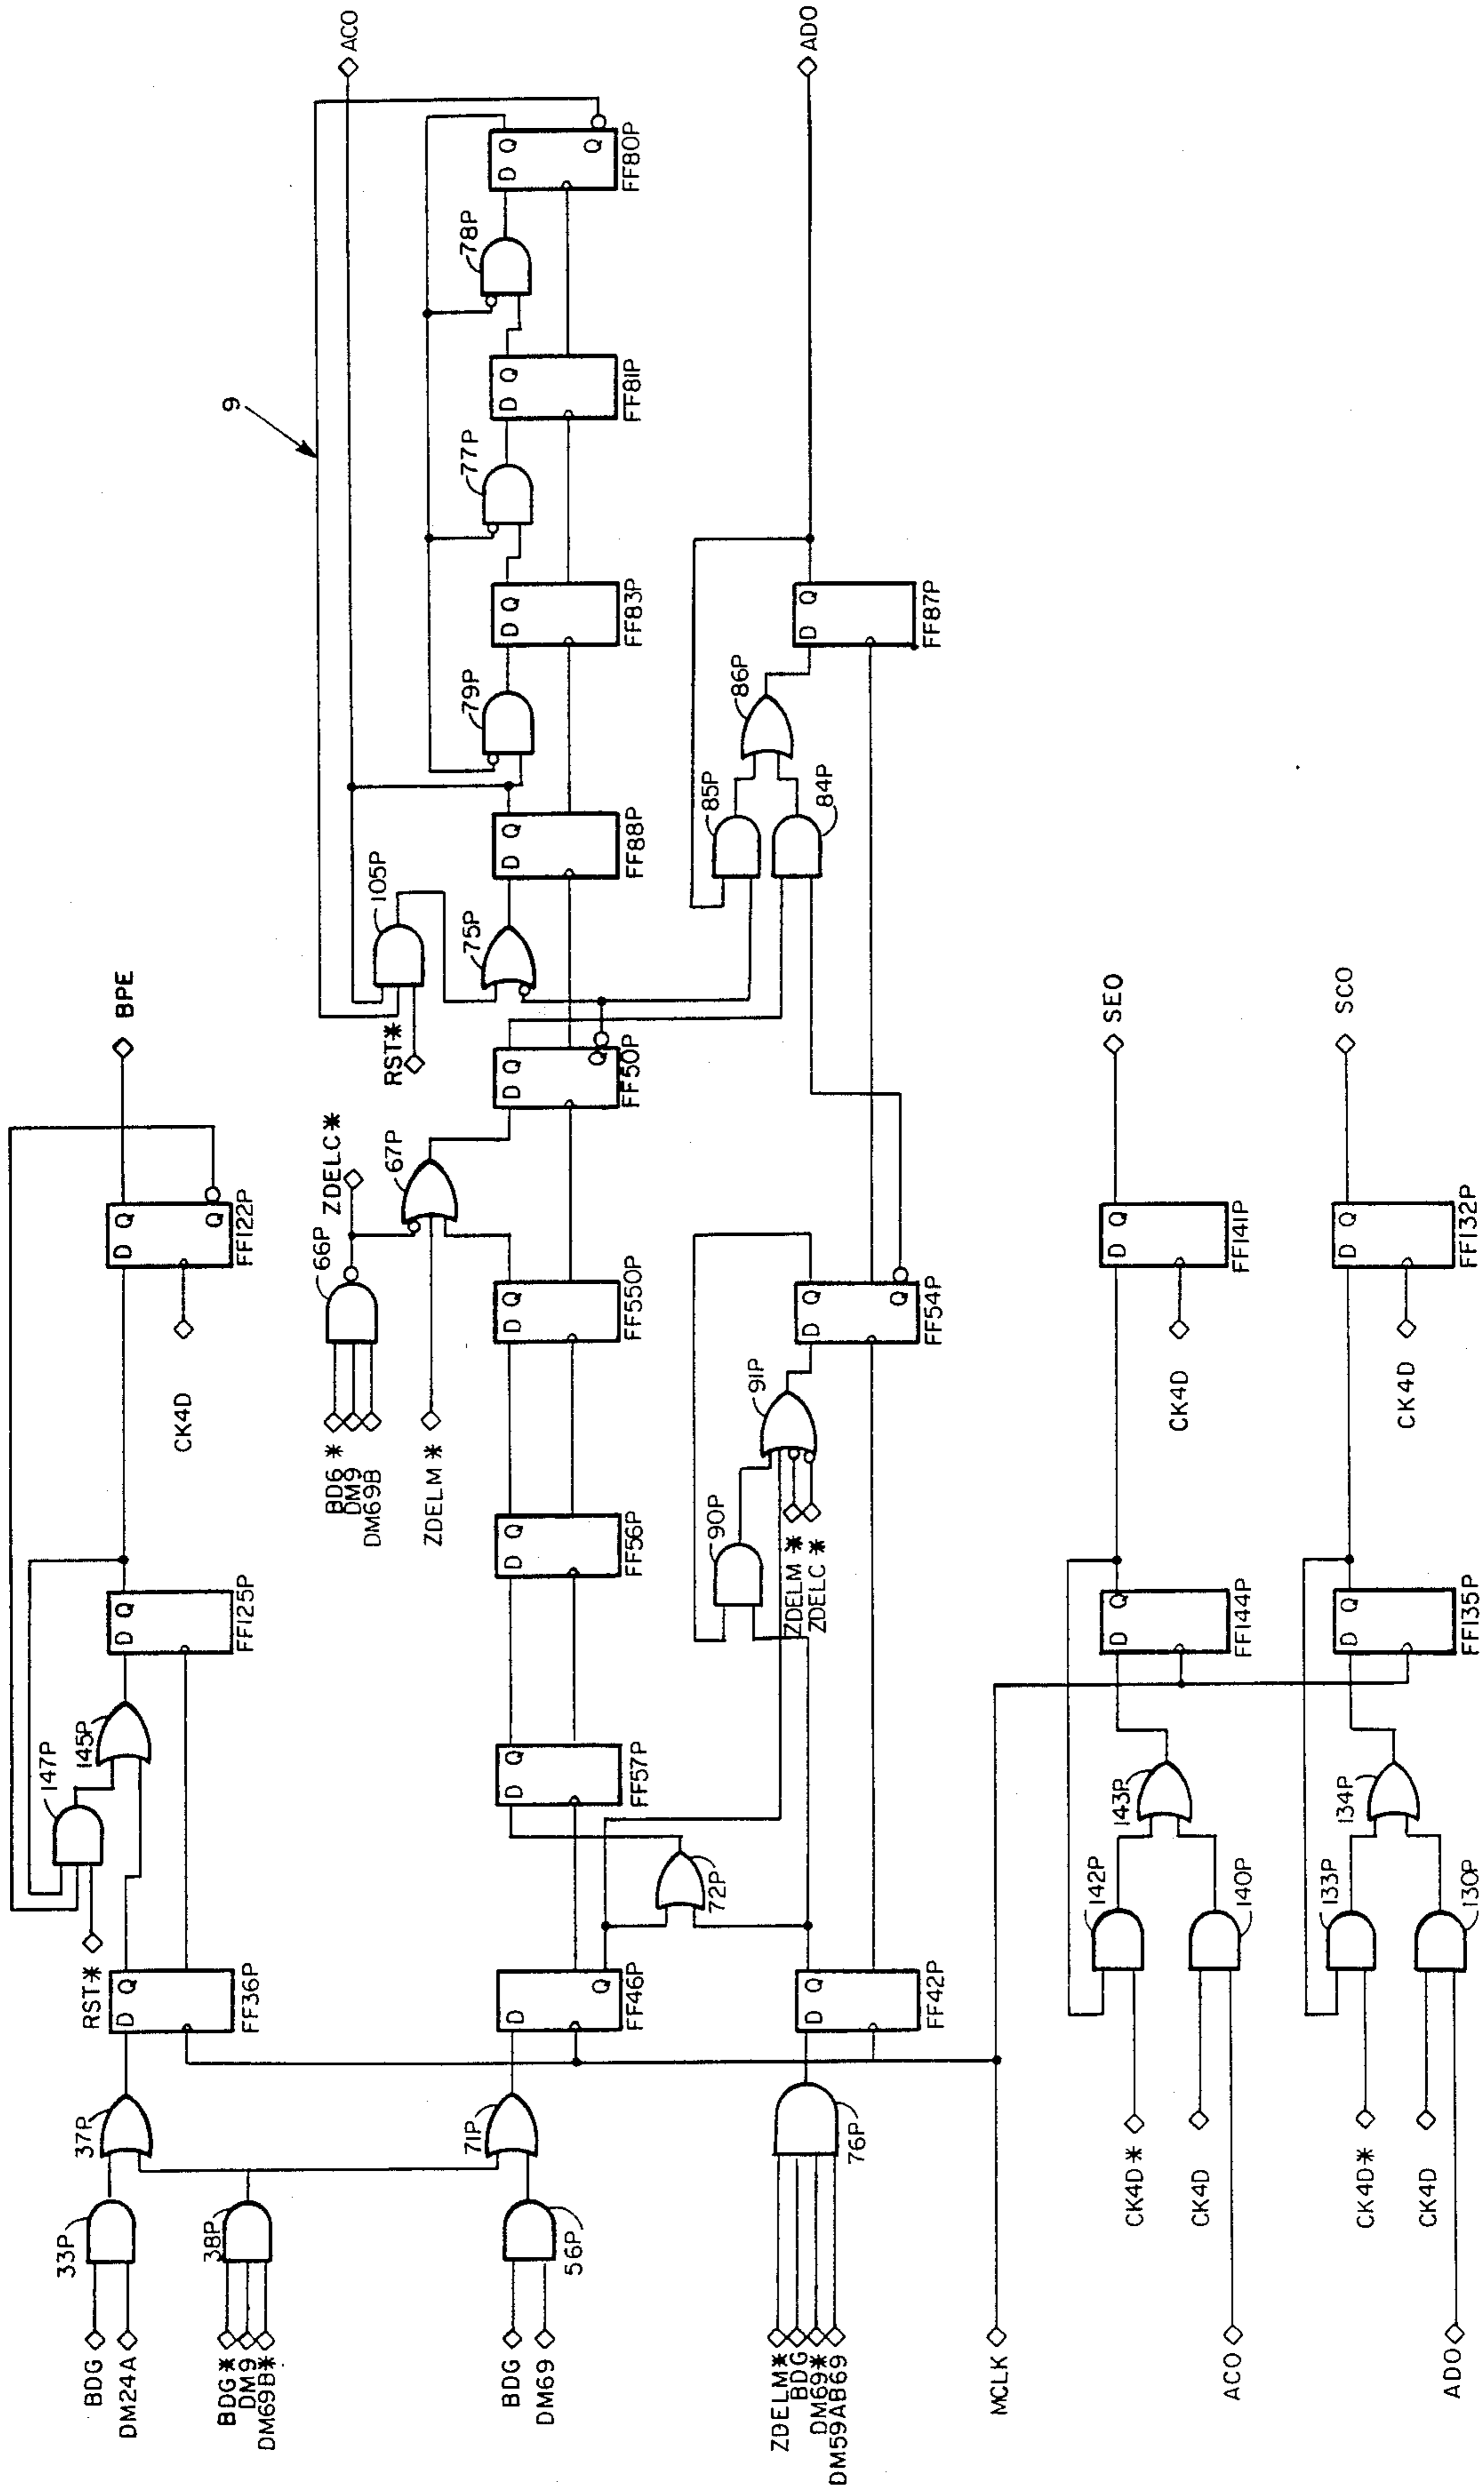 BDG
DM24A
33P
37P
BDG*
DM9
DM69B*
38P
RST*
D Q
FF36P
147P
145P
D Q
FF125P
CK4D
D Q
Q
FF122P
BPE
BDG
DM69
56P
71P
D
Q
FF46P
72P
D Q
FF57P
D Q
FF56P
D Q
FF550P
BD6*
DM9
DM69B
66P
ZDELC*
ZDELM*
67P
D Q
Q
FF50P
RST*
105P
75P
D Q
FF88P
79P
D Q
FF83P
77P
D Q
FF81P
78P
D Q
Q
FF80P
9
ACO
ZDELM*
BDG
DM69*
DM59AB69
76P
D Q
FF42P
90P
ZDELM*
ZDELC*
91P
D Q
Q
FF54P
85P
84P
86P
D Q
FF87P
ADO
MCLK
CK4D*
CK4D
ACO
142P
140P
143P
D Q
FF144P
CK4D
D Q
FF141P
SEO
CK4D*
CK4D
ADO
133P
130P
134P
D Q
FF135P
CK4D
D Q
FF132P
SCO